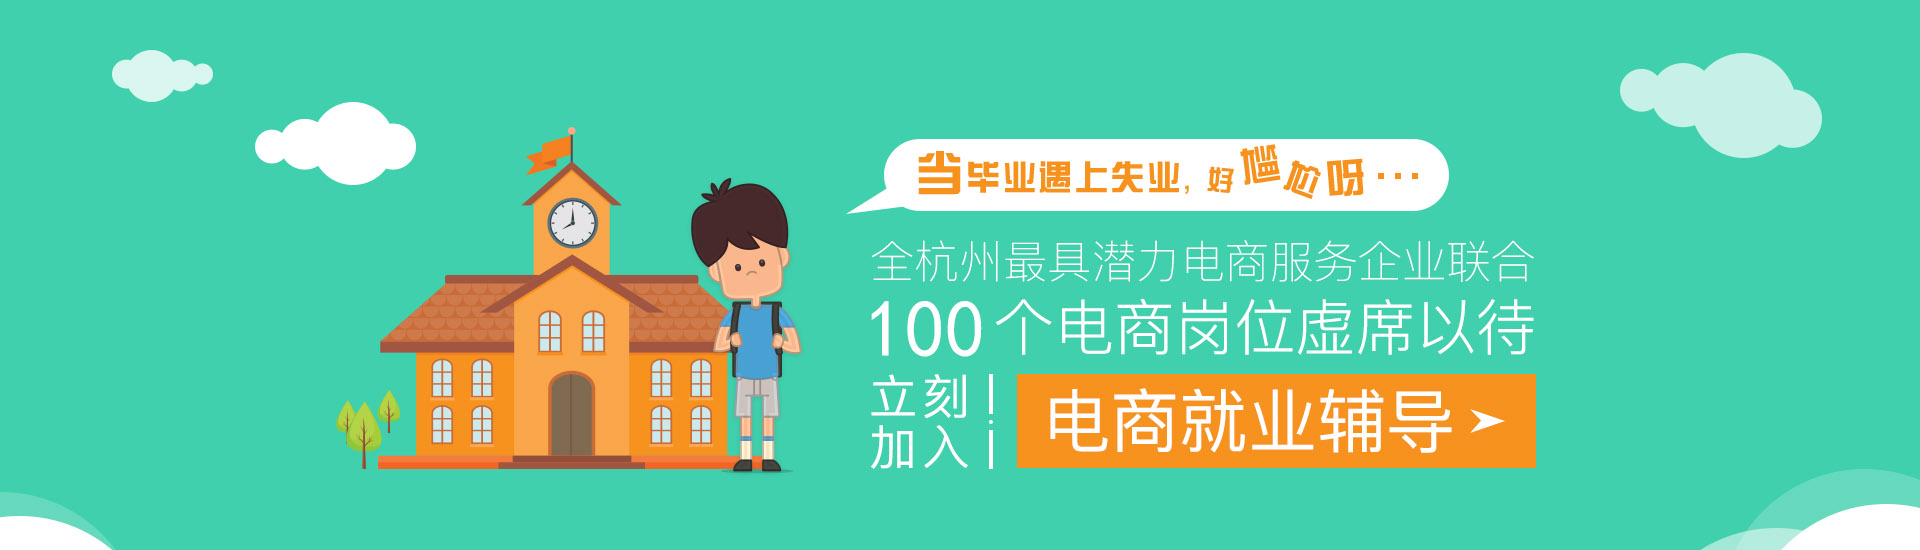 当毕业遇上失业，好尴尬呀···
全杭州最具潜力电商服务企业联合
100个电商岗位虚席以待
立刻
加入
电商就业辅导